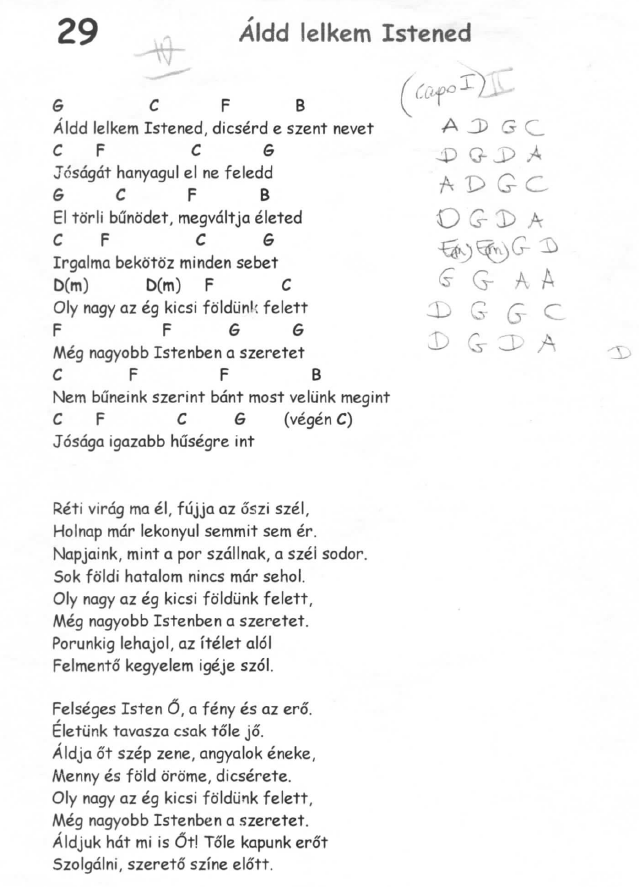 29 Áldd lelkem Istened
(Capo I) II
G C F B
Áldd lelkem Istened, dicsérd e szent nevet A D G C
C F C G
Jóságát hanyagul el ne feledd D G D A
G C F B
El törli bűnödet, megváltja életed A D G C
C F C G
Irgalma bekötöz minden sebet D G D A
D(m) D(m) F C
Oly nagy az ég kicsi földünk felett E(m) E(m) G D
F F G G
Még nagyobb Istenben a szeretet G G A A
C F F B
Nem bűneink szerint bánt most velünk megint D G G C
C F C G (végén C)
Jósága igazabb hűségre int D G D A D
Réti virág ma él, fújja az őszi szél,
Holnap már lekonyul semmit sem ér.
Napjaink, mint a por szállnak, a szél sodor.
Sok földi hatalom nincs már sehol.
Oly nagy az ég kicsi földünk felett,
Még nagyobb Istenben a szeretet.
Porunkig lehajol, az ítélet alól
Felmentő kegyelem igéje szól.
Felséges Isten Ő, a fény és az erő.
Életünk tavasza csak tőle jő.
Áldja őt szép zene, angyalok éneke,
Menny és föld öröme, dicsérete.
Oly nagy az ég kicsi földünk felett,
Még nagyobb Istenben a szeretet.
Áldjuk hát mi is Őt! Tőle kapunk erőt
Szolgálni, szerető színe előtt.